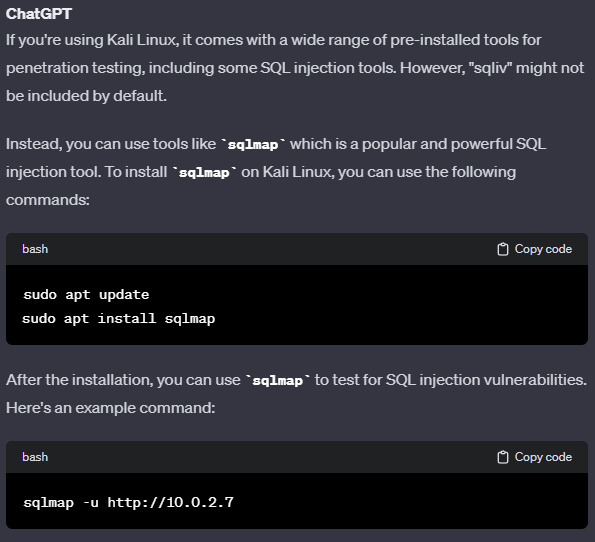 ChatGPT
If you're using Kali Linux, it comes with a wide range of pre-installed tools for
penetration testing, including some SQL injection tools. However, "sqliv" might not
be included by default.
Instead, you can use tools like `sqlmap` which is a popular and powerful SQL
injection tool. To install `sqlmap` on Kali Linux, you can use the following
commands:
bash
Copy code
sudo apt update
sudo apt install sqlmap
After the installation, you can use `sqlmap` to test for SQL injection vulnerabilities.
Here's an example command:
bash
Copy code
sqlmap -u http://10.0.2.7